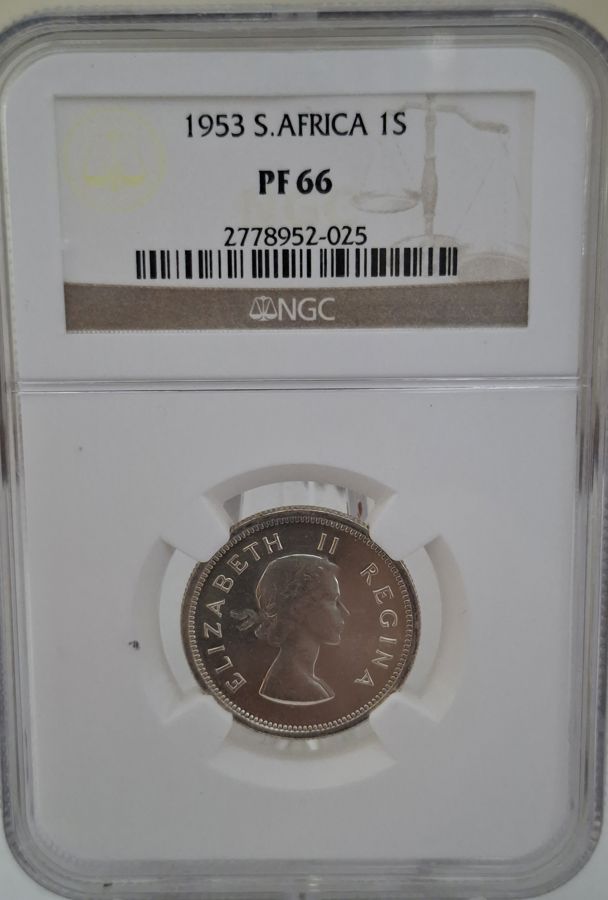 1953 S.AFRICA 1S
PF 66
2778952-025
NGC
ELIZABETH II REGINA